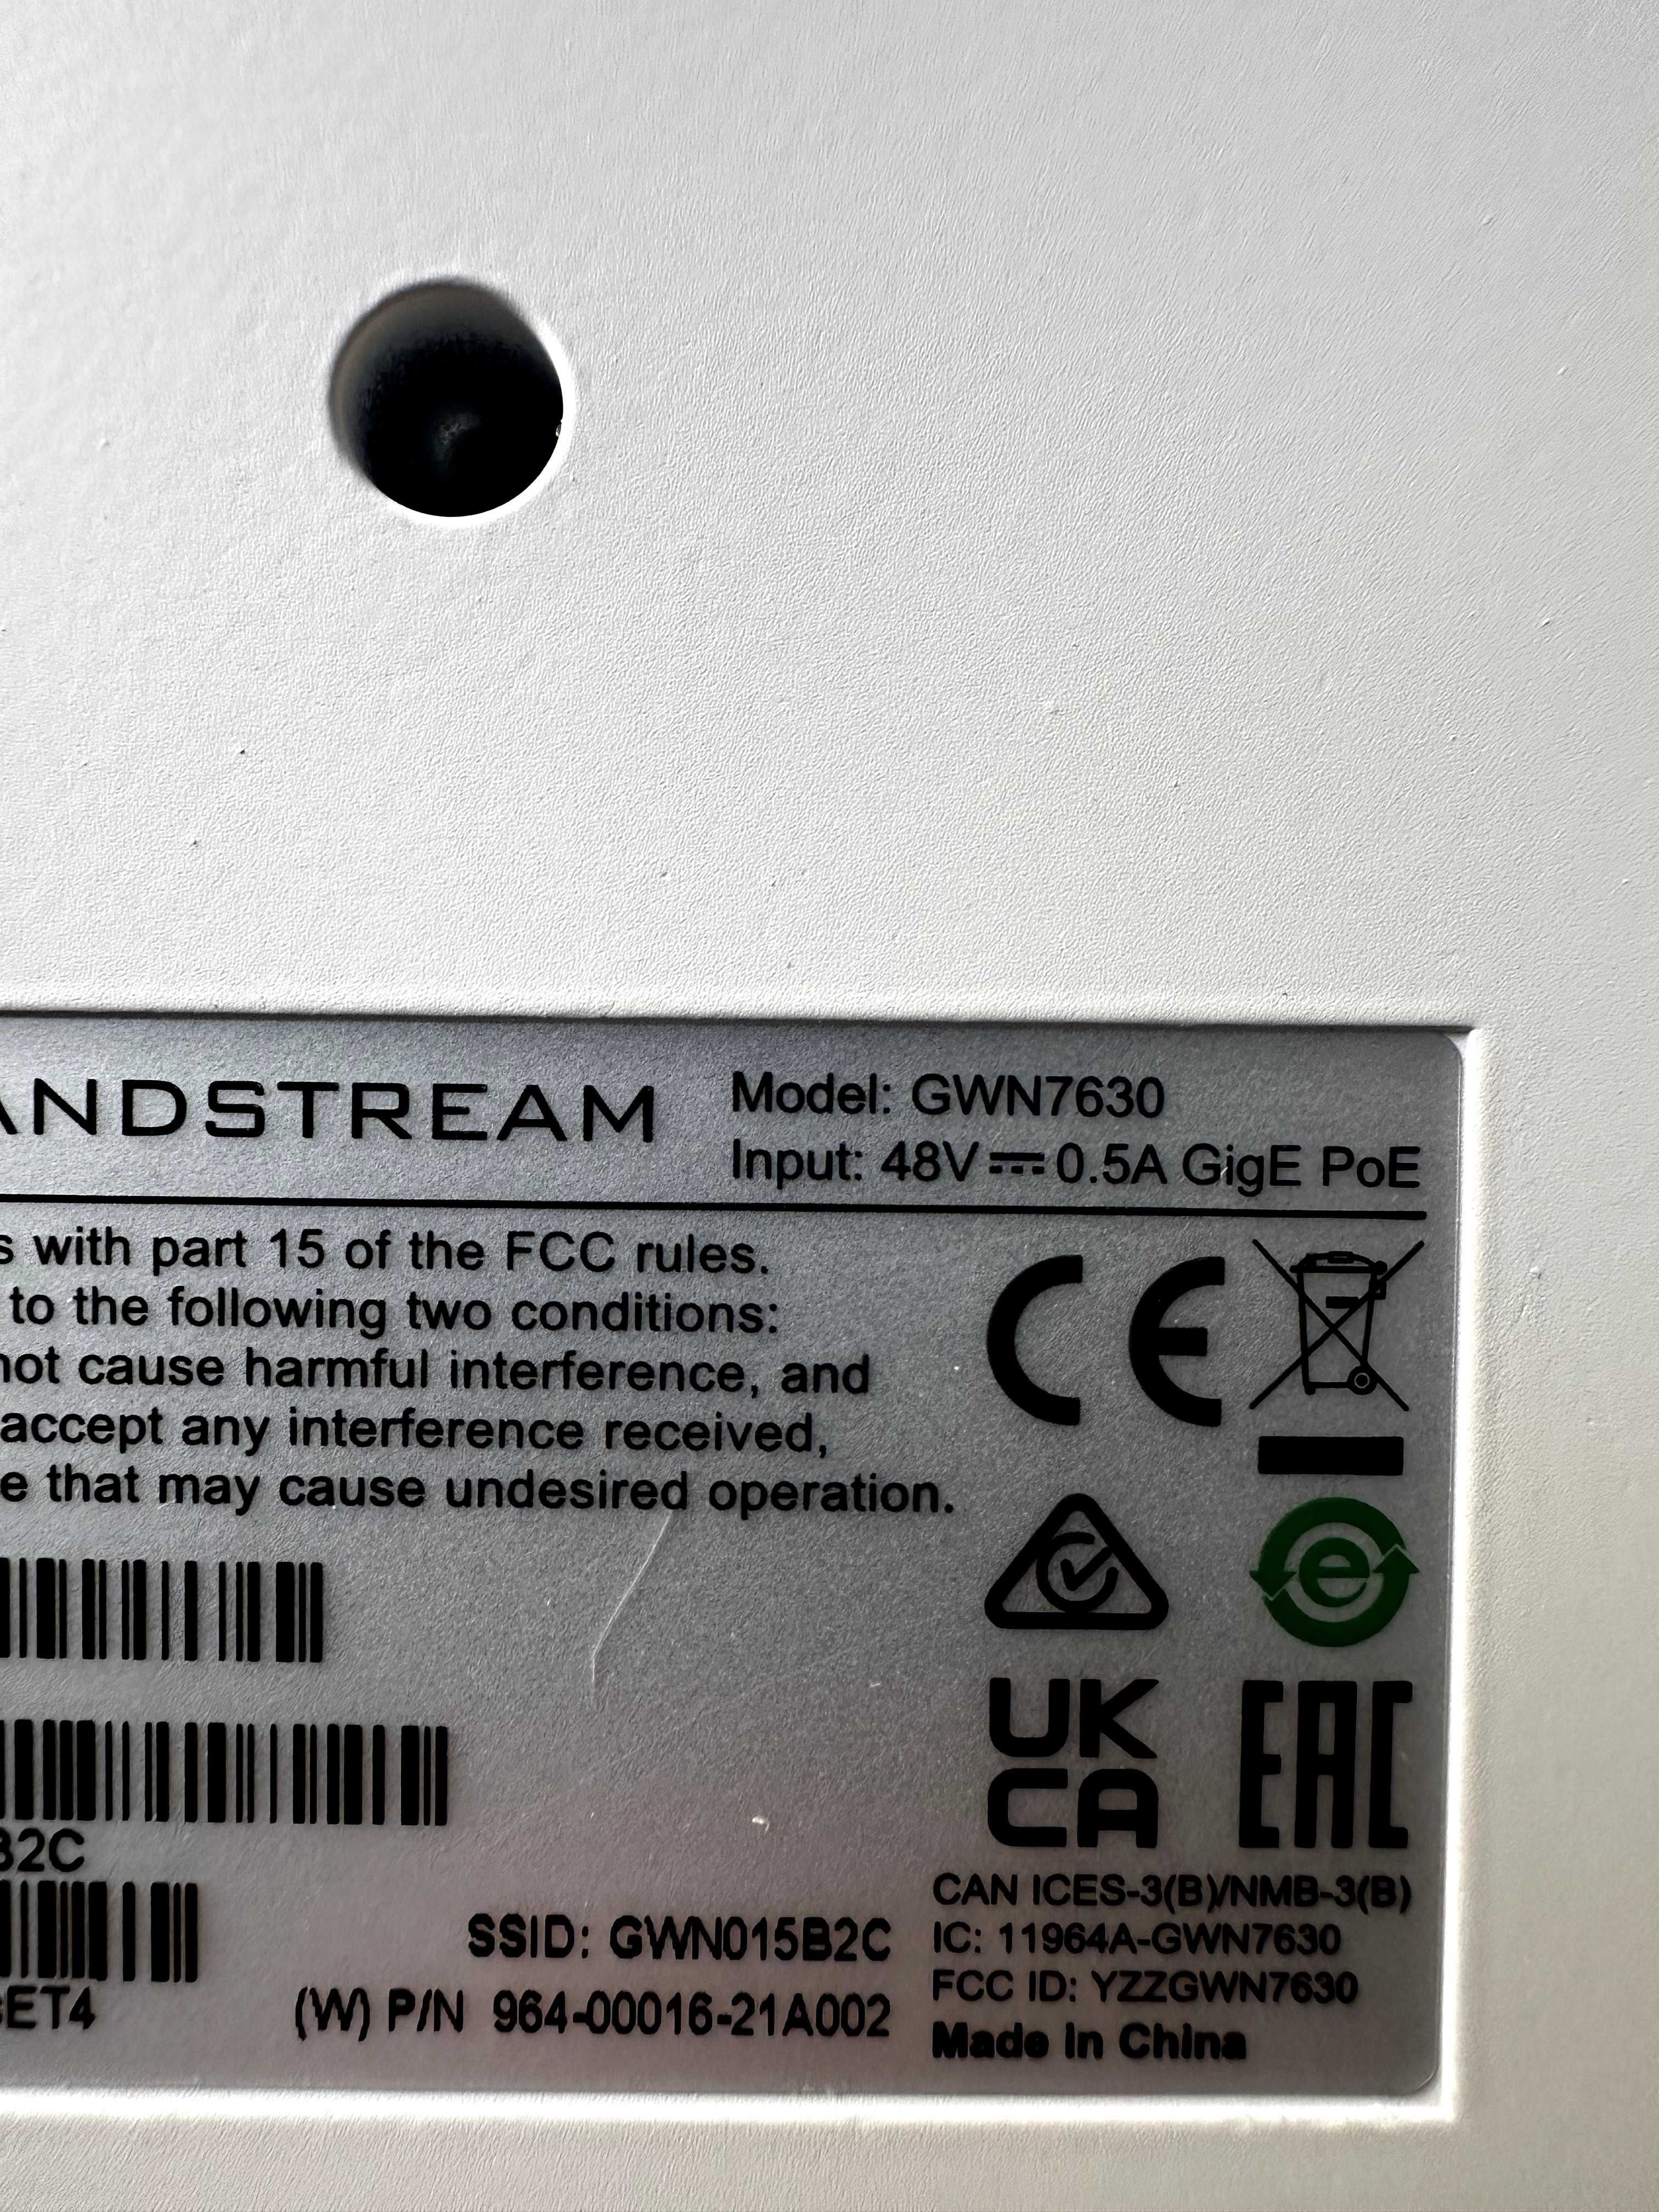 ANDSTREAM
Model: GWN7630
Input: 48V⎓0.5A GigE PoE
s with part 15 of the FCC rules.
to the following two conditions:
not cause harmful interference, and
accept any interference received,
e that may cause undesired operation.
CE
e
UK
CA
EAC
B2C
ET4
SSID: GWN015B2C
(W) P/N 964-00016-21A002
CAN ICES-3(B)/NMB-3(B)
IC: 11964A-GWN7630
FCC ID: YZZGWN7630
Made in China